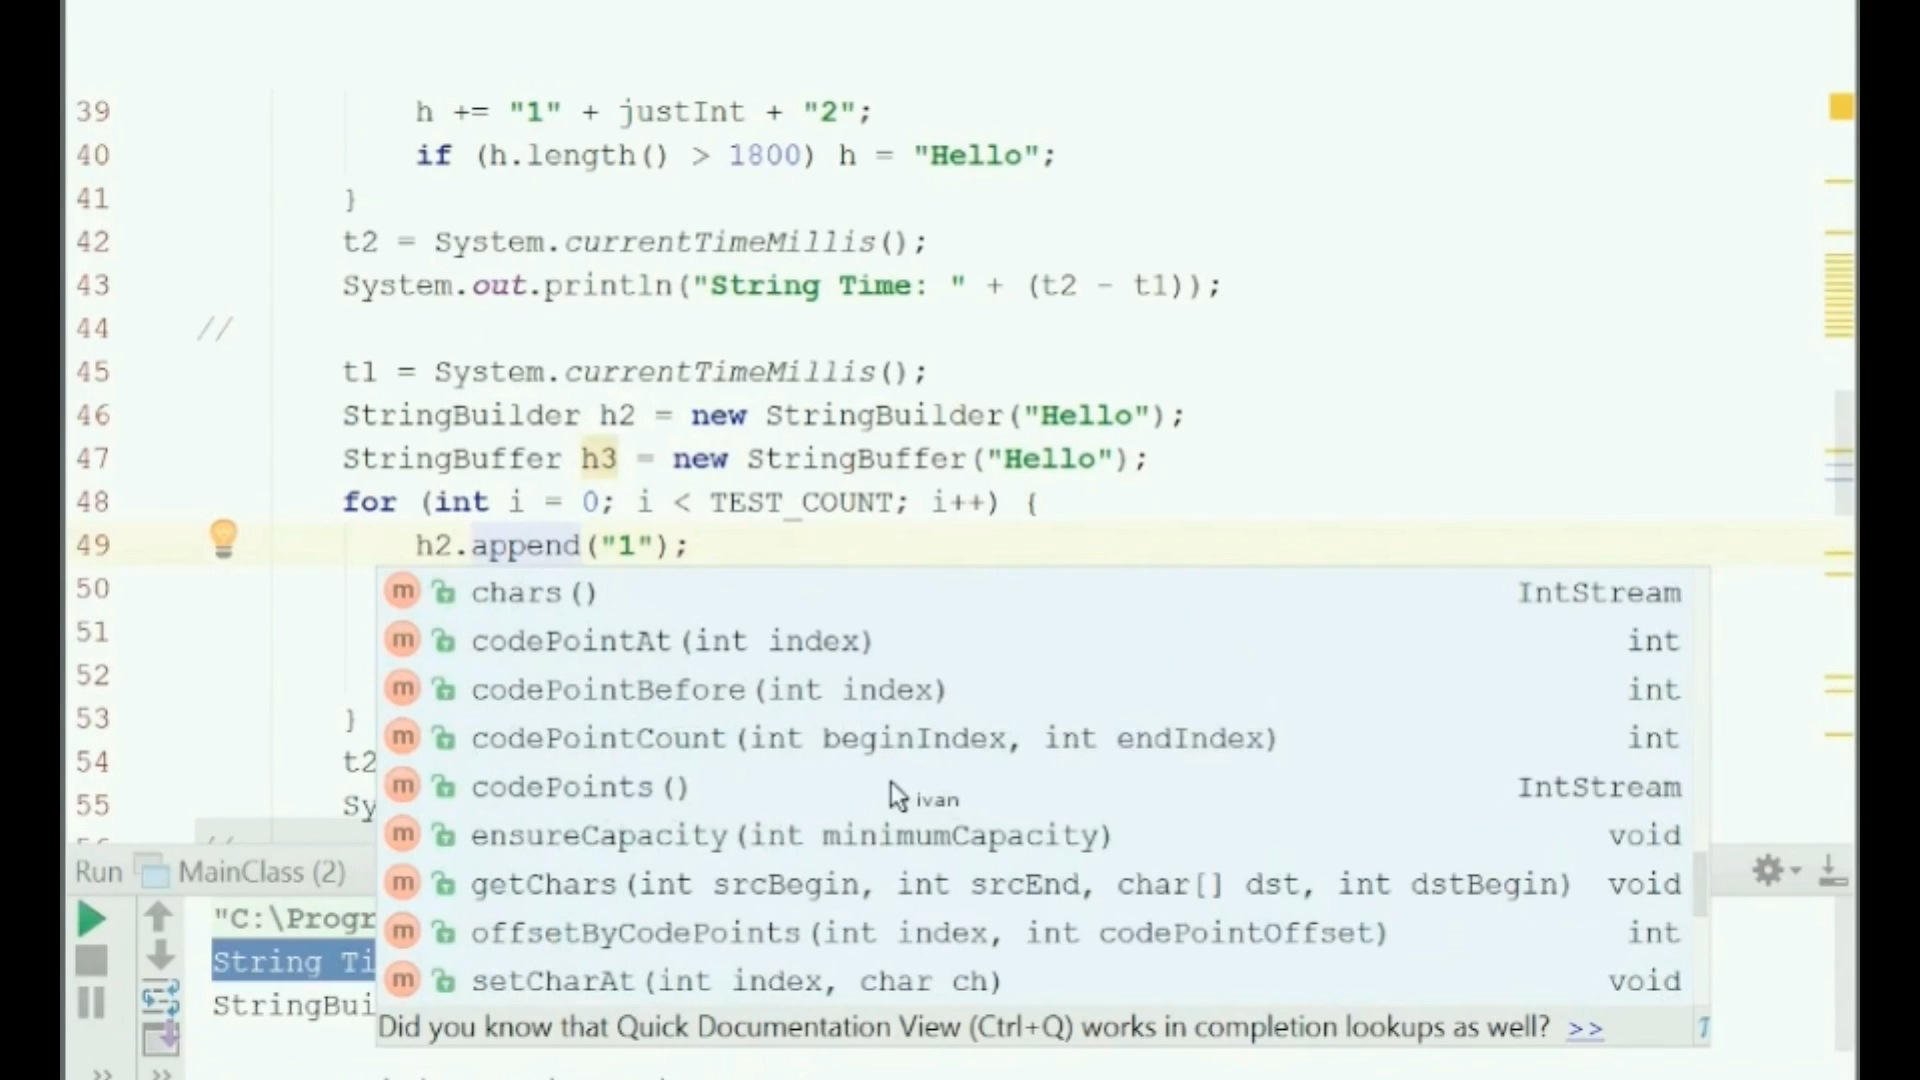 39 h += "1" + justInt + "2";
40 if (h.length() > 1800) h = "Hello";
41 }
42 t2 = System.currentTimeMillis();
43 System.out.println("String Time: " + (t2 - t1));
44 //
45 t1 = System.currentTimeMillis();
46 StringBuilder h2 = new StringBuilder("Hello");
47 StringBuffer h3 = new StringBuffer("Hello");
48 for (int i = 0; i < TEST_COUNT; i++) {
49 h2.append("1");
50 m chars() IntStream
51 m codePointAt(int index) int
52 m codePointBefore(int index) int
53 } m codePointCount(int beginIndex, int endIndex) int
54 t2 m codePoints() IntStream
ivan
55 Sy m ensureCapacity(int minimumCapacity) void
Run MainClass (2) m getChars(int srcBegin, int srcEnd, char[] dst, int dstBegin) void
"C:\Progr m offsetByCodePoints(int index, int codePointOffset) int
String Ti m setCharAt(int index, char ch) void
StringBui
Did you know that Quick Documentation View (Ctrl+Q) works in completion lookups as well? >>